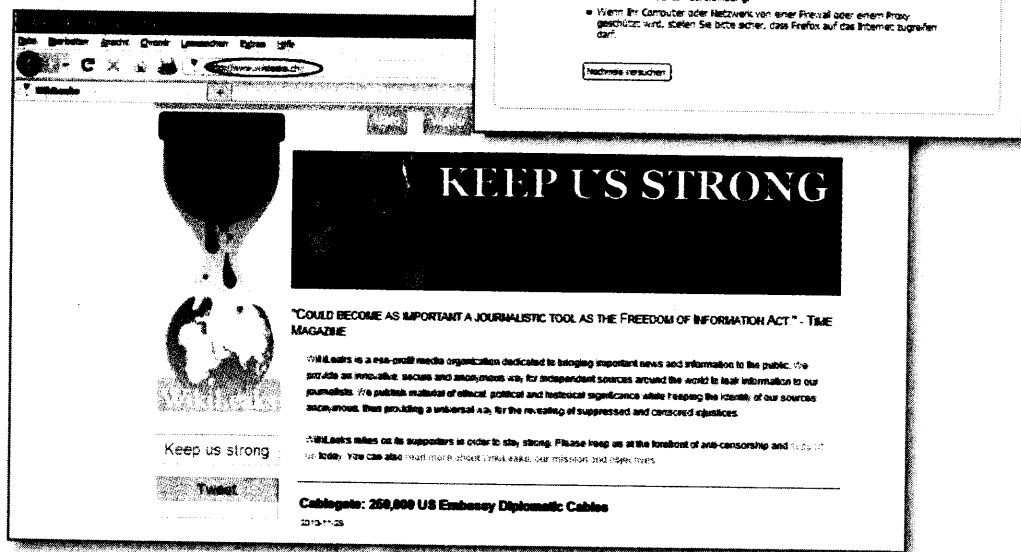 Wenn Ihr Computer oder Netzwerk von einer Firewall oder einem Proxy
geschützt wird, stellen Sie bitte sicher, dass Firefox auf das Internet zugreifen
darf.
Nochmals versuchen
Datei Bearbeiten Ansicht Chronik Lesezeichen Extras Hilfe
WikiLeaks
KEEP US STRONG
"COULD BECOME AS IMPORTANT A JOURNALISTIC TOOL AS THE FREEDOM OF INFORMATION ACT." - TIME
MAGAZINE
WikiLeaks is a non-profit media organization dedicated to bringing important news and information to the public. We
provide an innovative, secure and anonymous way for independent sources around the world to leak information to our
journalists. We publish material of ethical, political and historical significance while keeping the identity of our sources
anonymous, thus providing a universal way for the revealing of suppressed and censored injustices.
WikiLeaks relies on its supporters in order to stay strong. Please keep us at the forefront of anti-censorship and support
us today. You can also read more about WikiLeaks, our mission and objectives.
WikiLeaks
Keep us strong
Tweet
Cablegate: 250,000 US Embassy Diplomatic Cables
2010-11-28